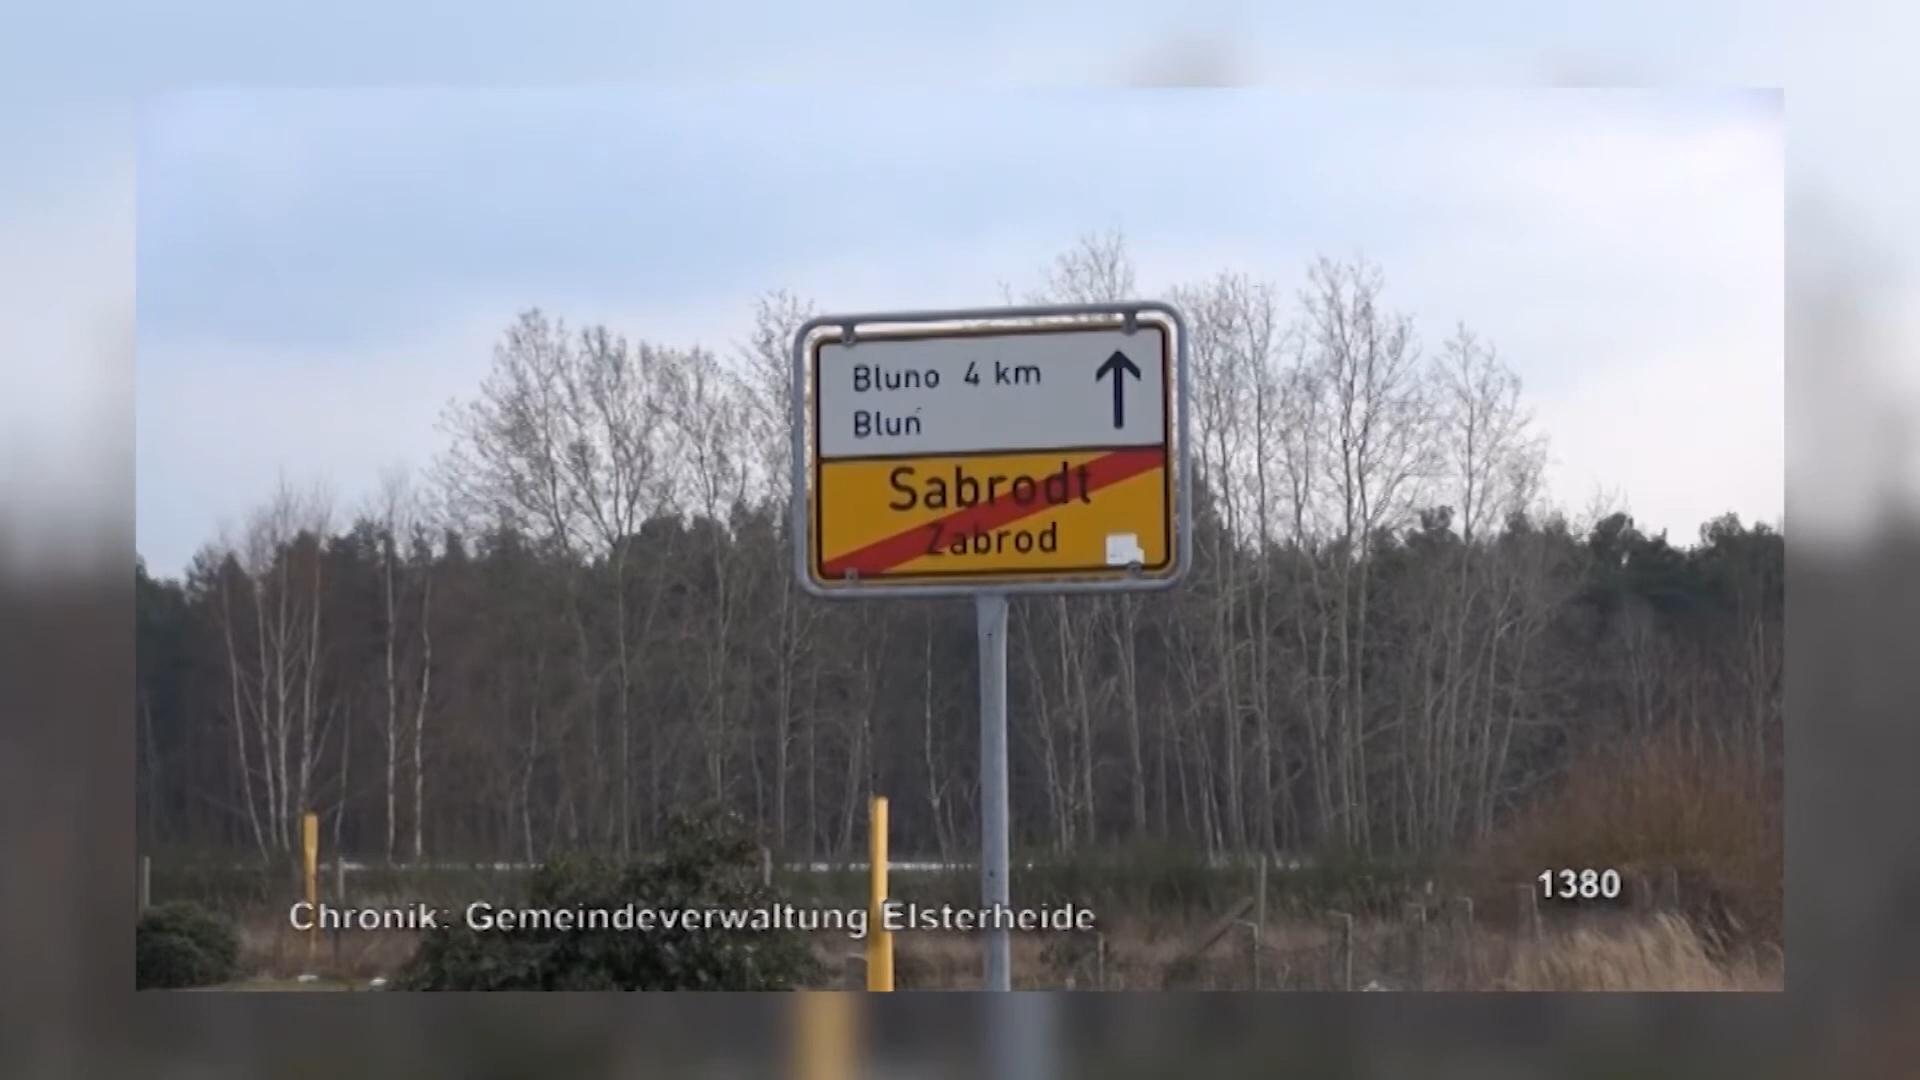 Bluno 4 km
Bluń
Sabrodt
Zabrod
1380
Chronik: Gemeindeverwaltung Elsterheide